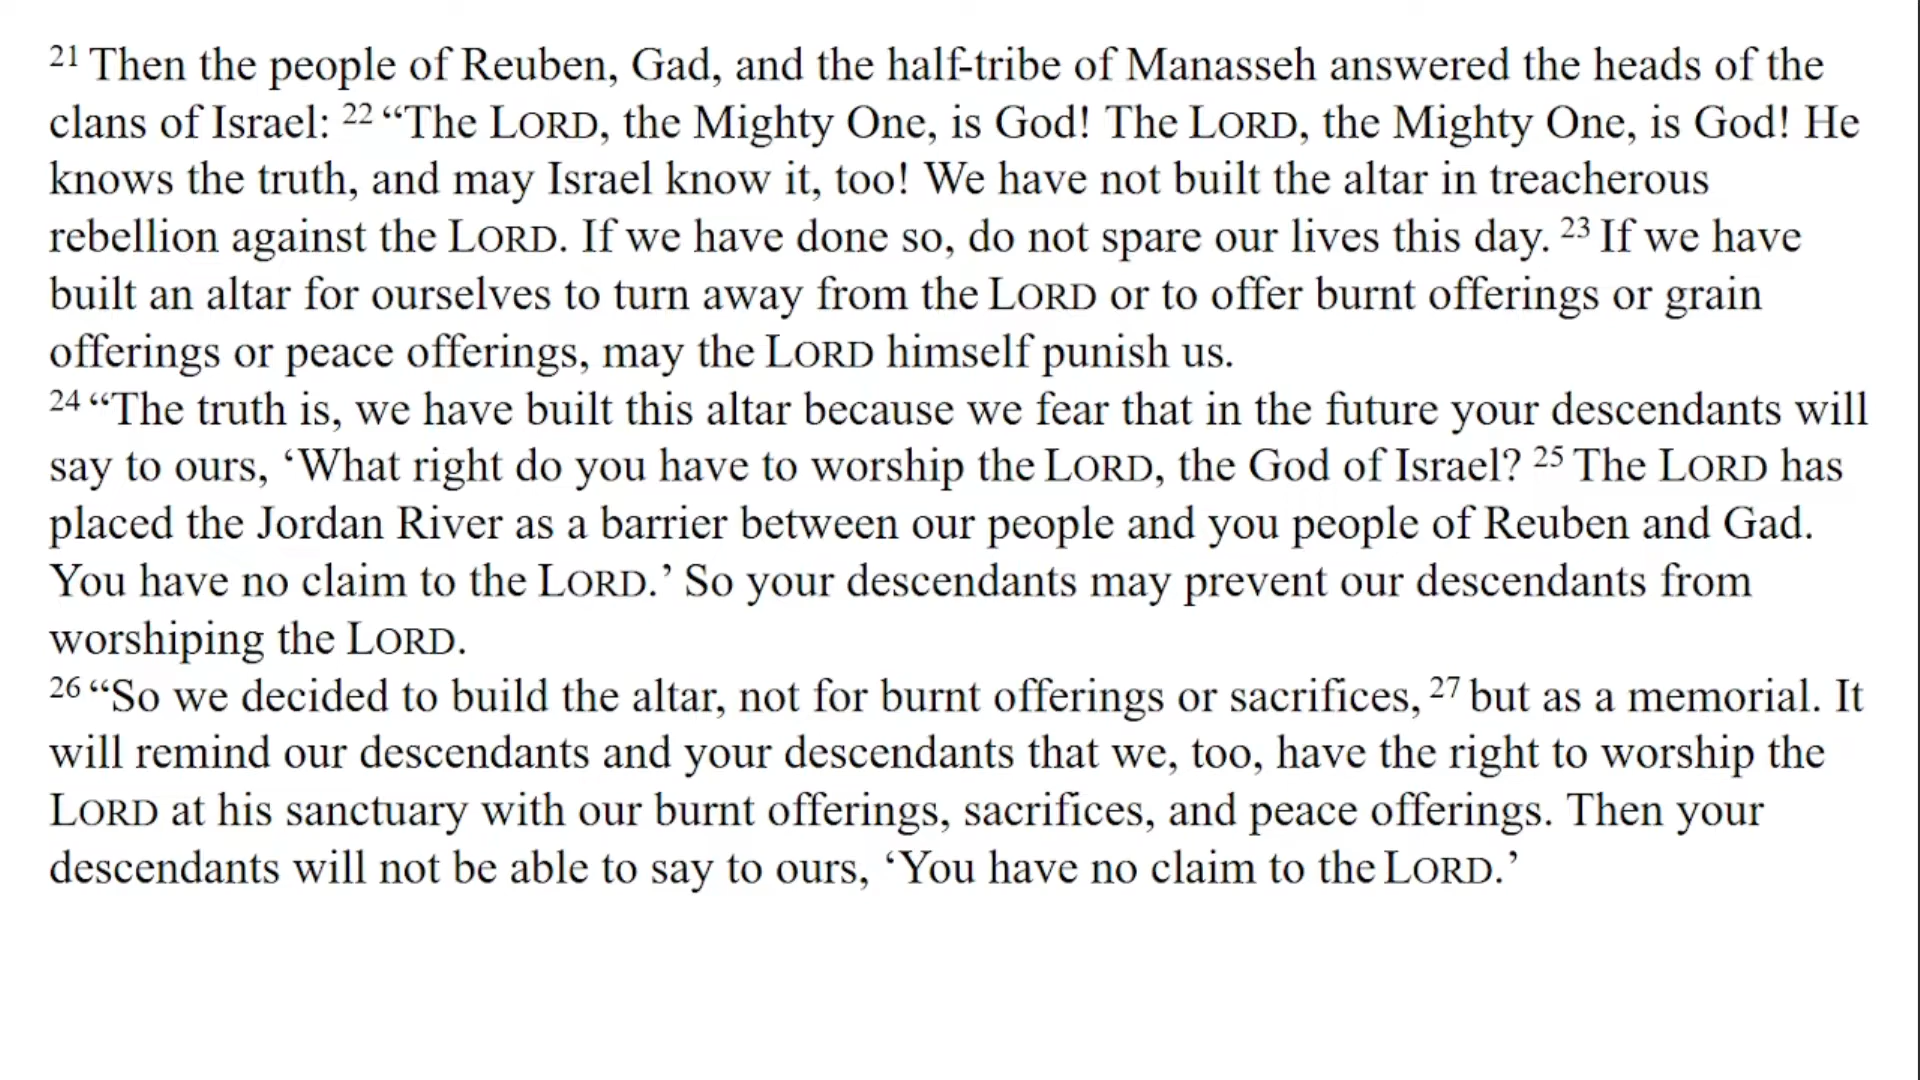 21 Then the people of Reuben, Gad, and the half-tribe of Manasseh answered the heads of the
clans of Israel: 22 “The LORD, the Mighty One, is God! The LORD, the Mighty One, is God! He
knows the truth, and may Israel know it, too! We have not built the altar in treacherous
rebellion against the LORD. If we have done so, do not spare our lives this day. 23 If we have
built an altar for ourselves to turn away from the LORD or to offer burnt offerings or grain
offerings or peace offerings, may the LORD himself punish us.
24 “The truth is, we have built this altar because we fear that in the future your descendants will
say to ours, ‘What right do you have to worship the LORD, the God of Israel? 25 The LORD has
placed the Jordan River as a barrier between our people and you people of Reuben and Gad.
You have no claim to the LORD.’ So your descendants may prevent our descendants from
worshiping the LORD.
26 “So we decided to build the altar, not for burnt offerings or sacrifices, 27 but as a memorial. It
will remind our descendants and your descendants that we, too, have the right to worship the
LORD at his sanctuary with our burnt offerings, sacrifices, and peace offerings. Then your
descendants will not be able to say to ours, ‘You have no claim to the LORD.’